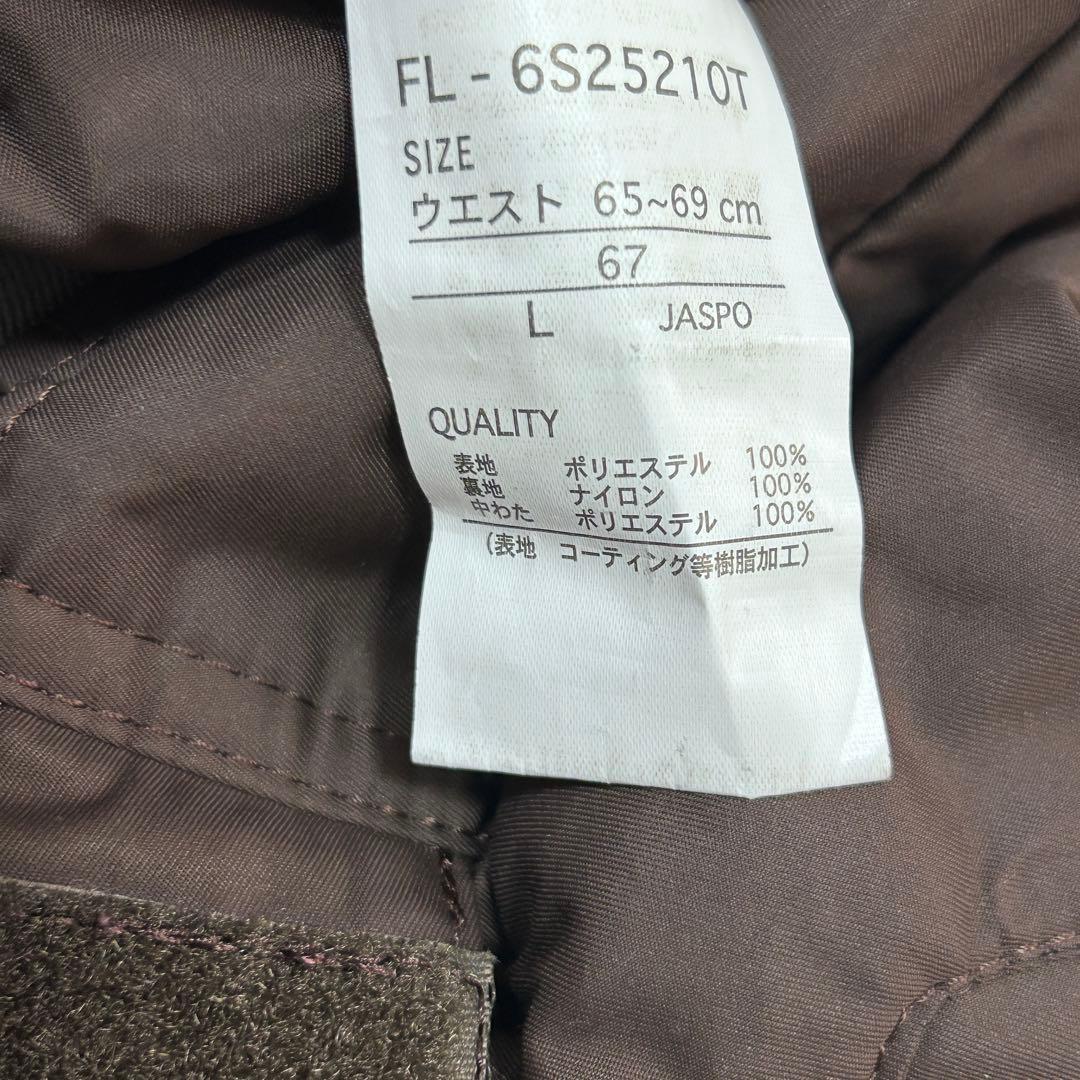 FL - 6S25210T
SIZE
ウエスト 65~69 cm
67
L JASPO
QUALITY
表地 ポリエステル 100%
裏地 ナイロン 100%
中わた ポリエステル 100%
(表地 コーティング等樹脂加工)